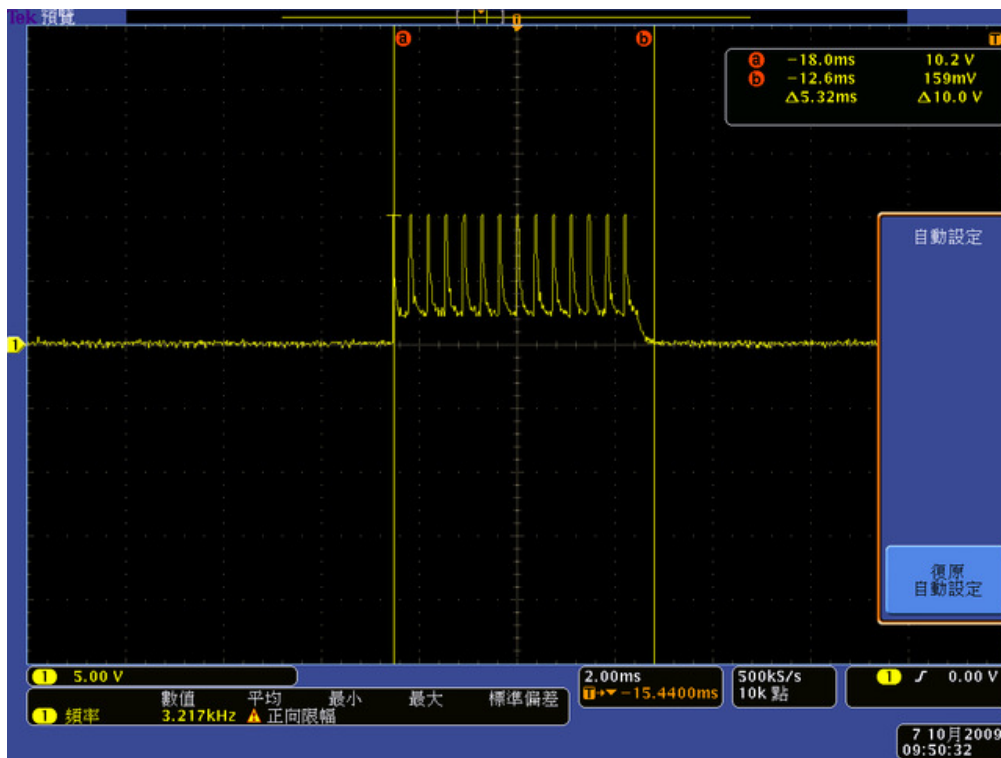 Tek 預覽
T
a b T
a -18.0ms 10.2 V
b -12.6ms 159mV
Δ5.32ms Δ10.0 V
1
自動設定
復原
自動設定
1 5.00 V
數值 平均 最小 最大 標準偏差
1 頻率 3.217kHz 正向限幅
2.00ms
T→▼-15.4400ms
500kS/s
10k 點
1 ƒ 0.00 V
7 10月 2009
09:50:32